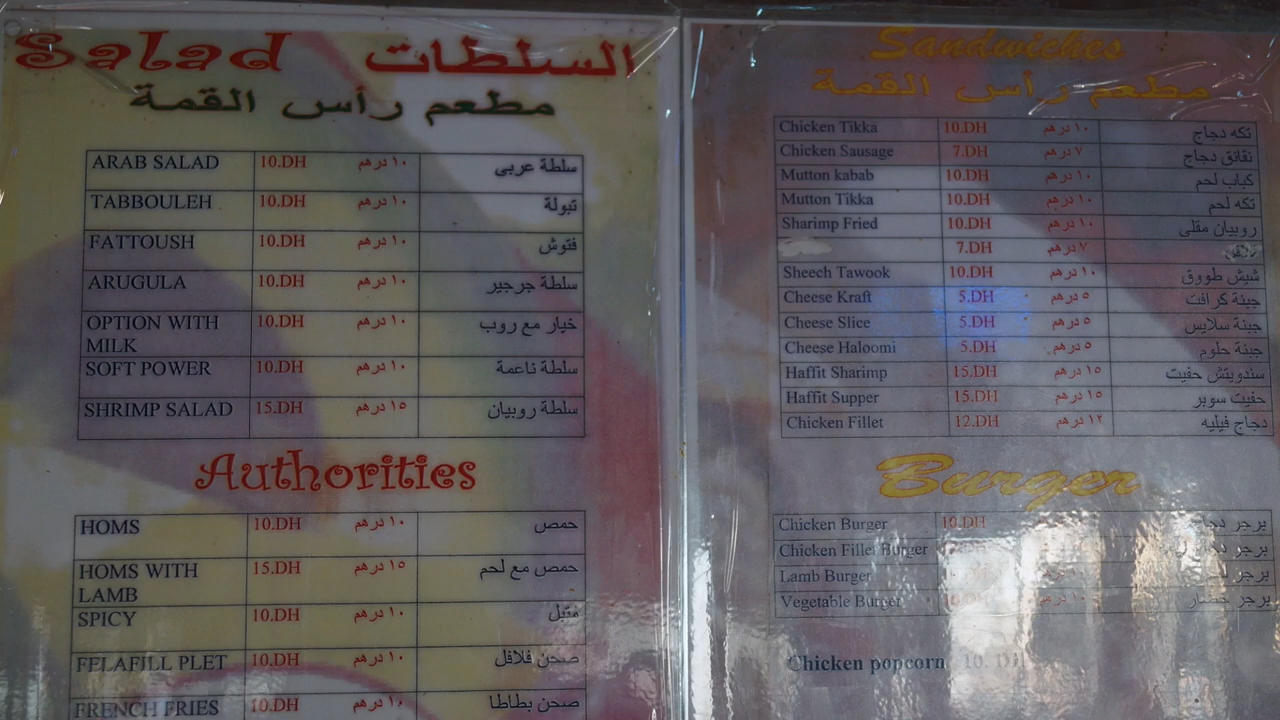 Salad السلطات
مطعم رأس القمة
ARAB SALAD 10.DH ١٠ درهم سلطة عربي
TABBOULEH 10.DH ١٠ درهم تبولة
FATTOUSH 10.DH ١٠ درهم فتوش
ARUGULA 10.DH ١٠ درهم سلطة جرجير
OPTION WITH MILK 10.DH ١٠ درهم خيار مع روب
SOFT POWER 10.DH ١٠ درهم سلطة ناعمة
SHRIMP SALAD 15.DH ١٥ درهم سلطة روبيان
Authorities
HOMS 10.DH ١٠ درهم حمص
HOMS WITH LAMB 15.DH ١٥ درهم حمص مع لحم
SPICY 10.DH ١٠ درهم متبل
FELAFILL PLET 10.DH ١٠ درهم صحن فلافل
FRENCH FRIES 10.DH ١٠ درهم صحن بطاطا
Sandwiches
مطعم رأس القمة
Chicken Tikka 10.DH ١٠ درهم تكه دجاج
Chicken Sausage 7.DH ٧ درهم نقانق دجاج
Mutton kabab 10.DH ١٠ درهم كباب لحم
Mutton Tikka 10.DH ١٠ درهم تكه لحم
Sharimp Fried 10.DH ١٠ درهم روبيان مقلي
7.DH ٧ درهم
Sheech Tawook 10.DH ١٠ درهم شيش طووق
Cheese Kraft 5.DH ٥ درهم جبنة كرافت
Cheese Slice 5.DH ٥ درهم جبنة سلايس
Cheese Haloomi 5.DH ٥ درهم جبنة حلوم
Haffit Sharimp 15.DH ١٥ درهم سندويتش حفيت
Haffit Supper 15.DH ١٥ درهم حفيت سوبر
Chicken Fillet 12.DH ١٢ درهم دجاج فيليه
Burger
Chicken Burger 10.DH برجر دجاج
Chicken Fillet Burger برجر
Lamb Burger برجر
Vegetable Burger ١٠ درهم برجر خضار
Chicken popcorn 10. DH